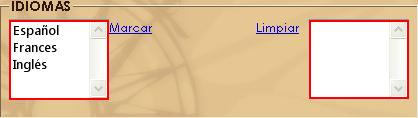 IDIOMAS
Español
Frances
Inglés
Marcar
Limpiar